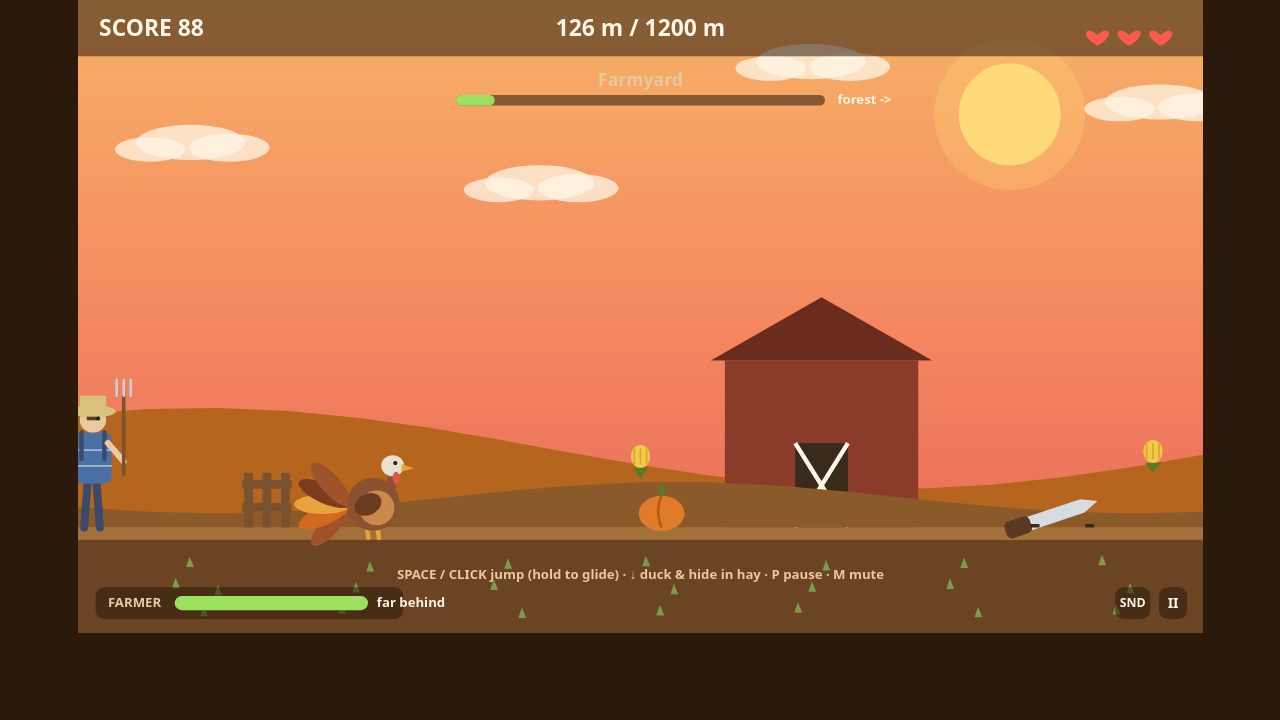 SCORE 88
126 m / 1200 m
Farmyard
forest ->
SPACE / CLICK jump (hold to glide) · ↓ duck & hide in hay · P pause · M mute
FARMER
far behind
SND
II